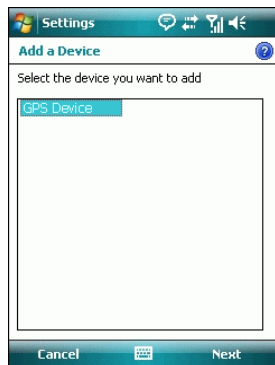 Settings
Add a Device
Select the device you want to add
GPS Device
Cancel Next